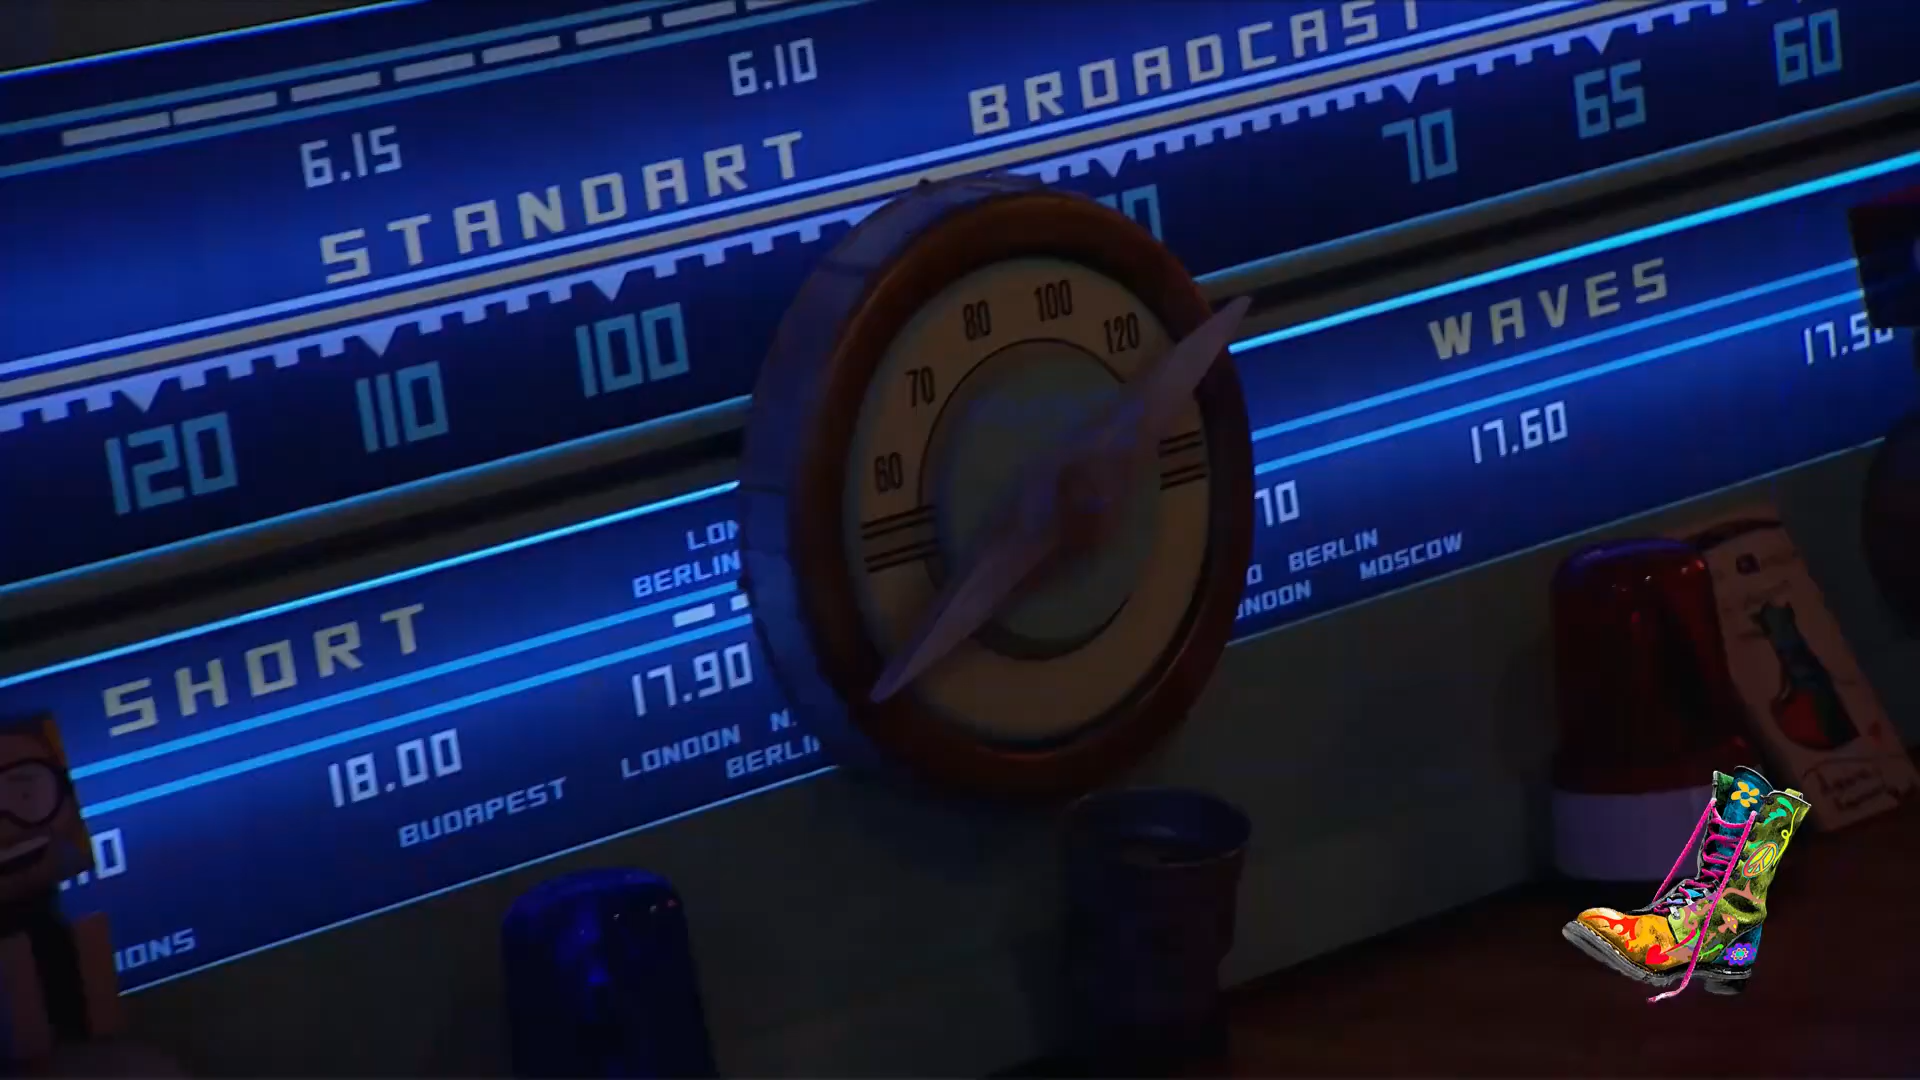 6.15 6.10
STANDART BROADCAST
120 110 100 70 65 60
60 70 80 100 120
SHORT WAVES
BERLIN
18.00 17.90 17.60
BUDAPEST LONDON N.
BERLIN MOSCOW